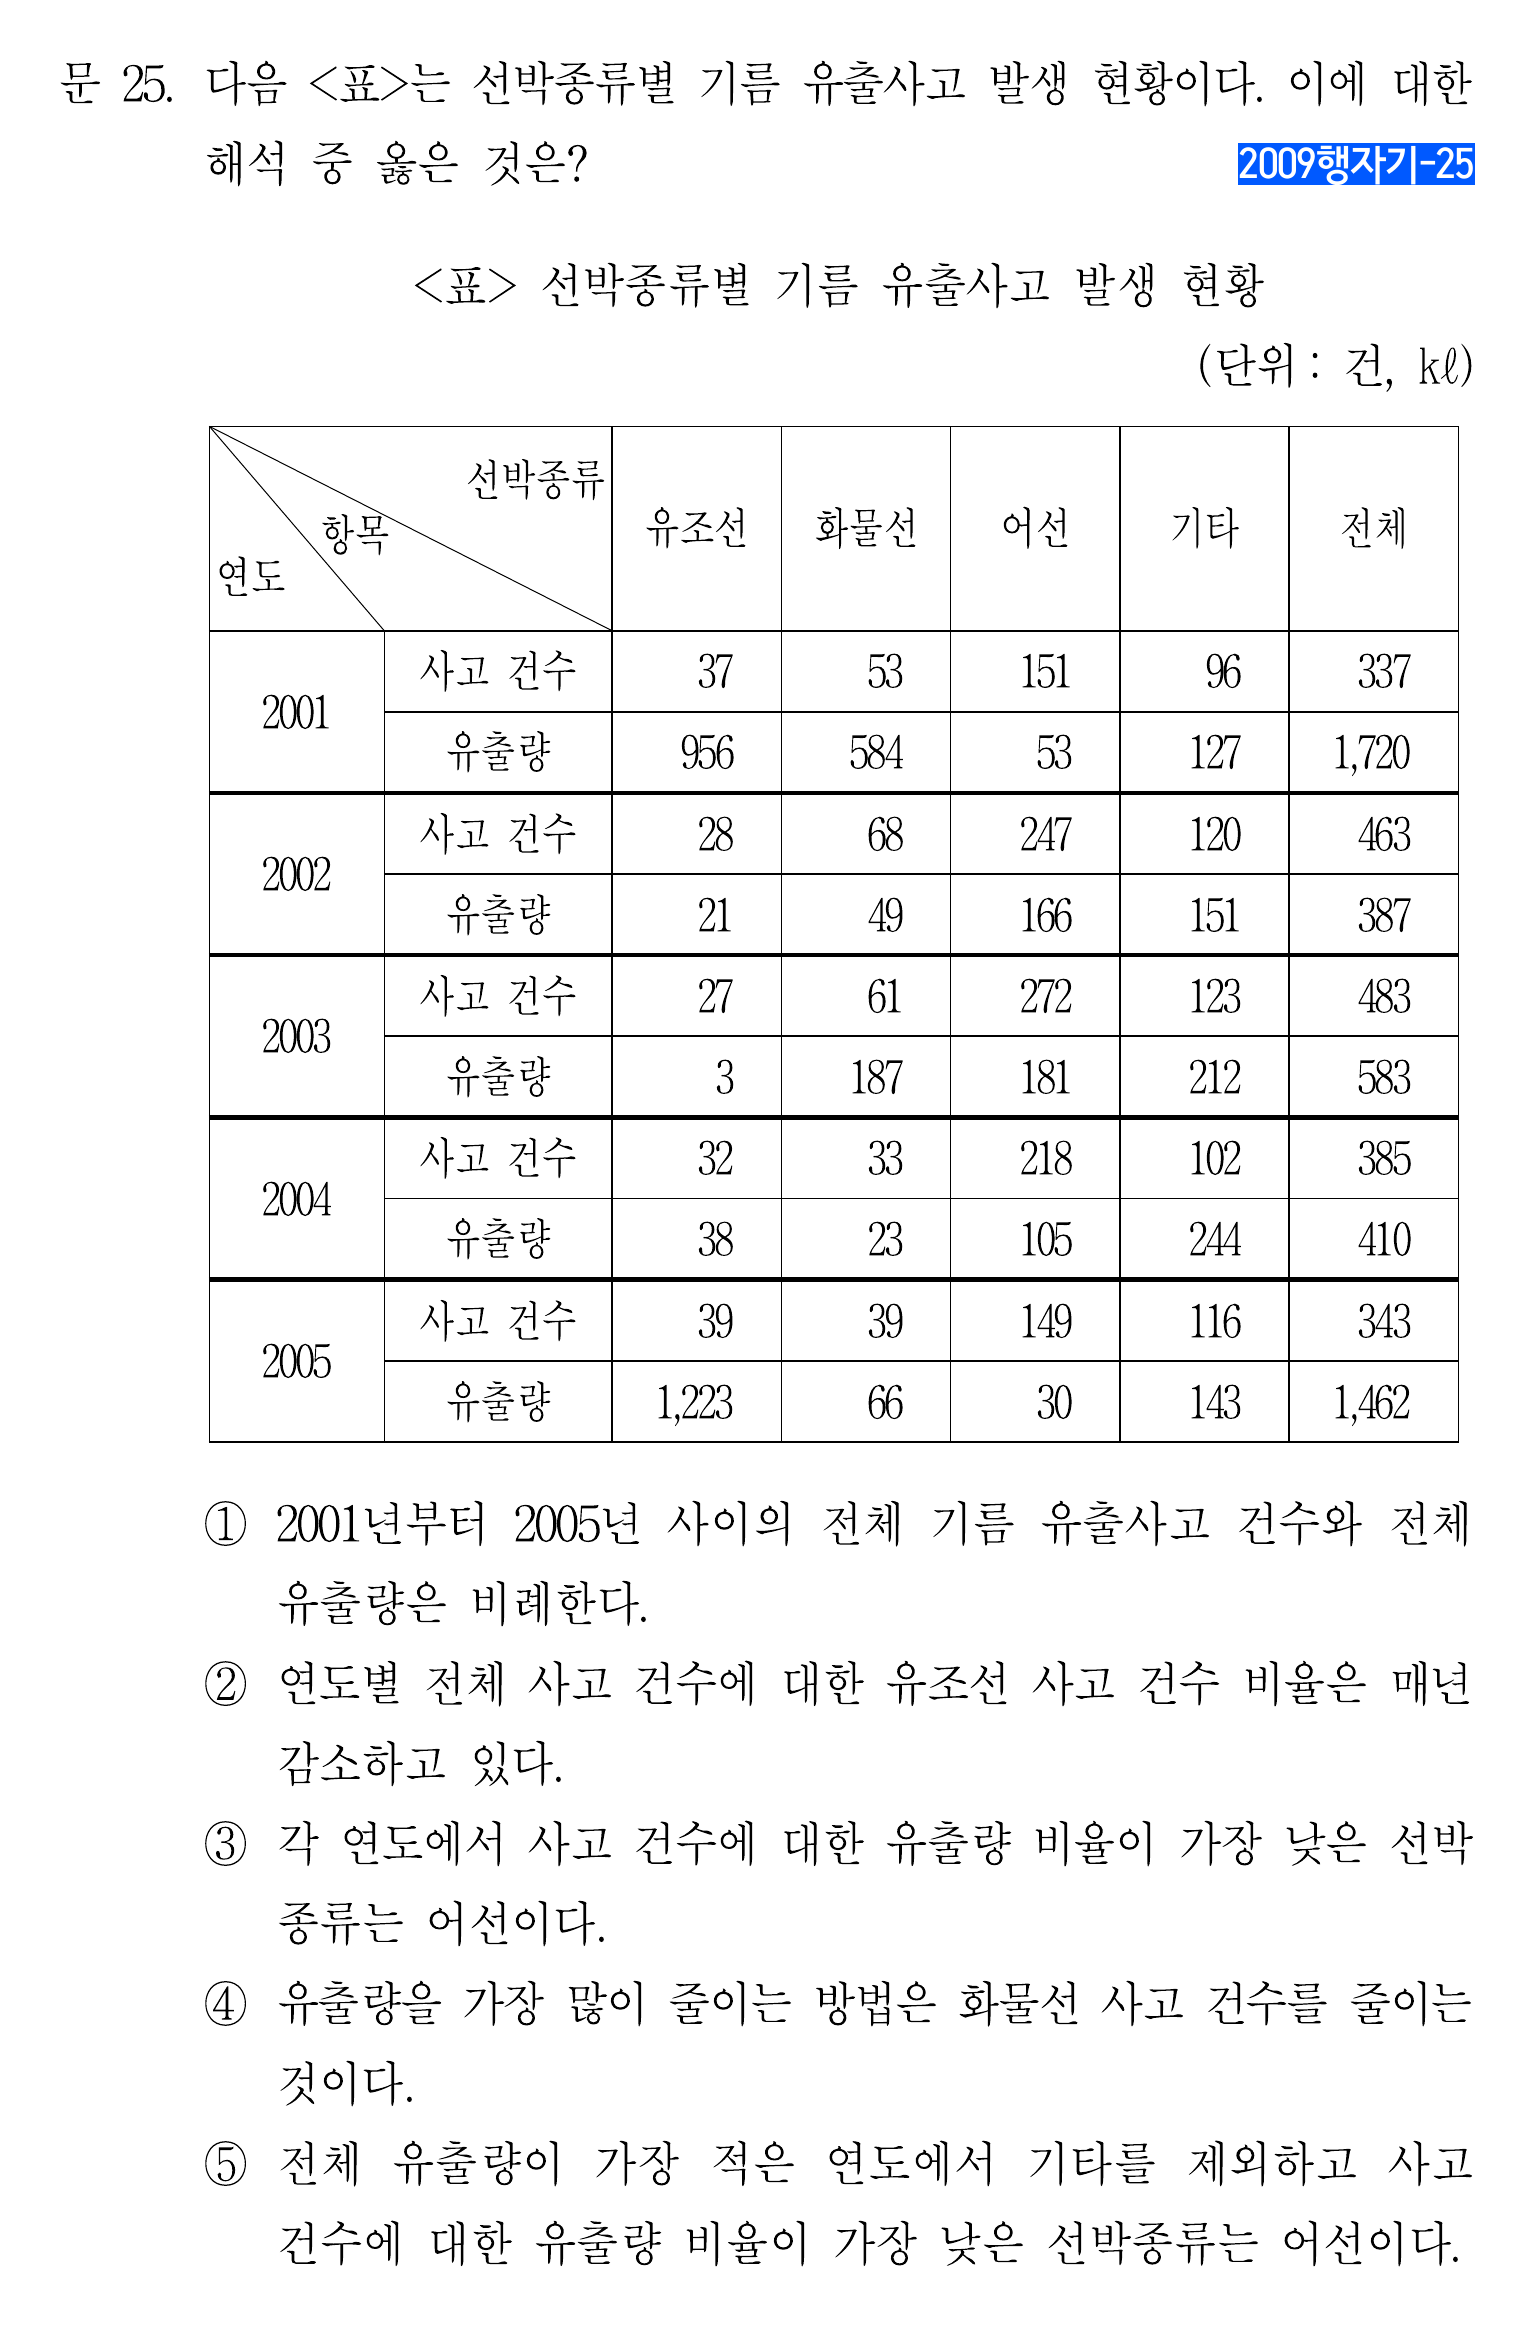 문 25. 다음 <표>는 선박종류별 기름 유출사고 발생 현황이다. 이에 대한
해석 중 옳은 것은?
2009행자기-25
<표> 선박종류별 기름 유출사고 발생 현황
(단위 : 건, kℓ)
선박종류
항목
연도
유조선 화물선 어선 기타 전체
2001 사고 건수 37 53 151 96 337
유출량 956 584 53 127 1,720
2002 사고 건수 28 68 247 120 463
유출량 21 49 166 151 387
2003 사고 건수 27 61 272 123 483
유출량 3 187 181 212 583
2004 사고 건수 32 33 218 102 385
유출량 38 23 105 244 410
2005 사고 건수 39 39 149 116 343
유출량 1,223 66 30 143 1,462
① 2001년부터 2005년 사이의 전체 기름 유출사고 건수와 전체
유출량은 비례한다.
② 연도별 전체 사고 건수에 대한 유조선 사고 건수 비율은 매년
감소하고 있다.
③ 각 연도에서 사고 건수에 대한 유출량 비율이 가장 낮은 선박
종류는 어선이다.
④ 유출량을 가장 많이 줄이는 방법은 화물선 사고 건수를 줄이는
것이다.
⑤ 전체 유출량이 가장 적은 연도에서 기타를 제외하고 사고
건수에 대한 유출량 비율이 가장 낮은 선박종류는 어선이다.